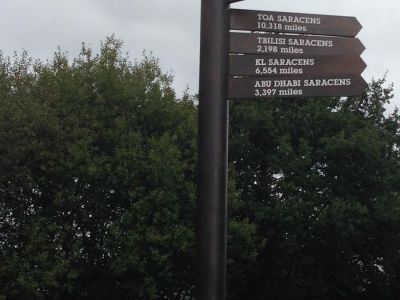 TOA SARACENS
10,318 miles
TBILISI SARACENS
2,198 miles
KL SARACENS
6,554 miles
ABU DHABI SARACENS
3,397 miles